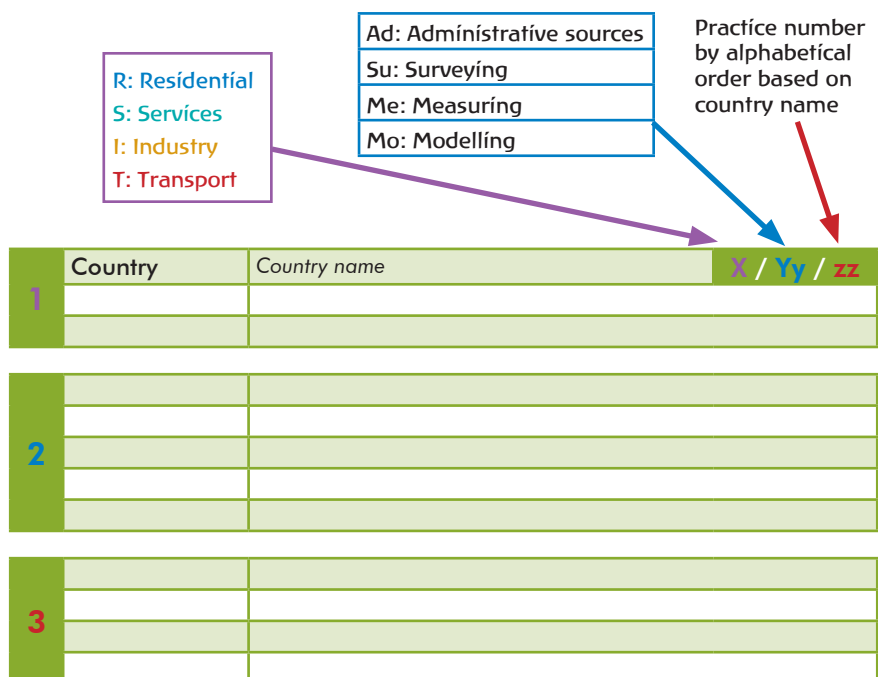 R: Residential
S: Services
I: Industry
T: Transport
Ad: Administrative sources
Su: Surveying
Me: Measuring
Mo: Modelling
Practice number
by alphabetical
order based on
country name
1
Country
Country name
X / Yy / zz
2
3